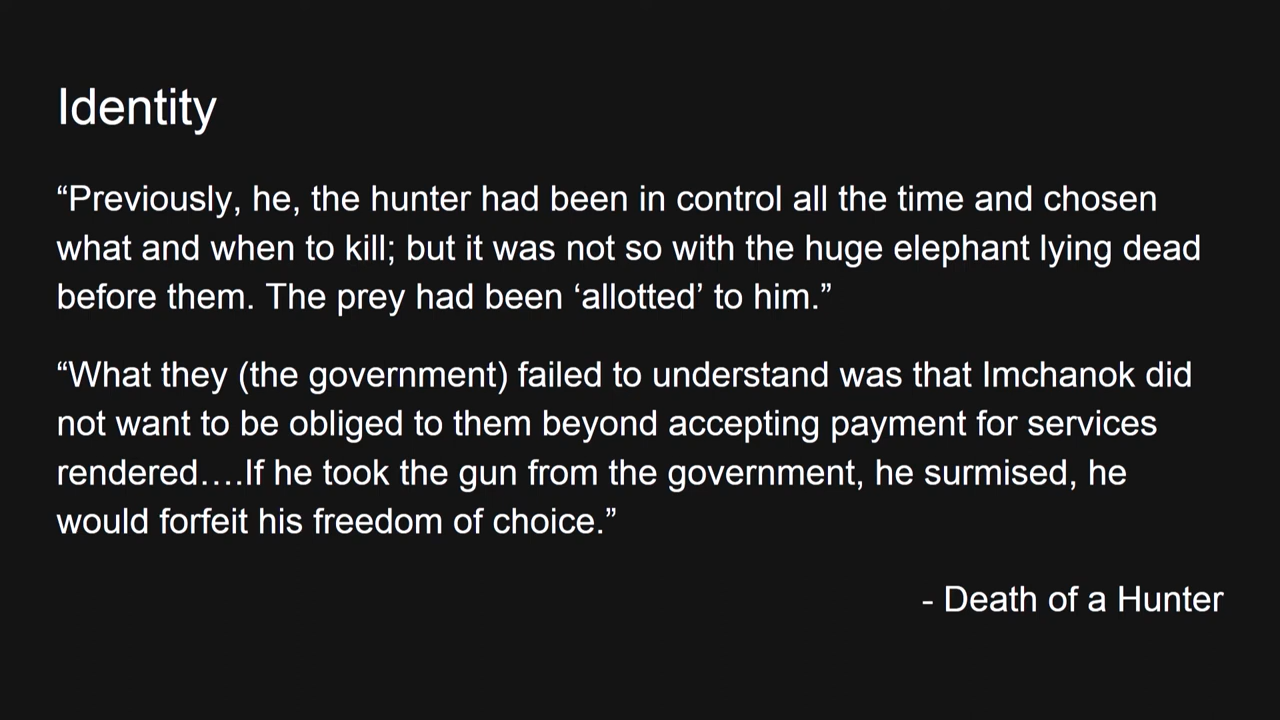 Identity
“Previously, he, the hunter had been in control all the time and chosen
what and when to kill; but it was not so with the huge elephant lying dead
before them. The prey had been ‘allotted’ to him.”
“What they (the government) failed to understand was that Imchanok did
not want to be obliged to them beyond accepting payment for services
rendered….If he took the gun from the government, he surmised, he
would forfeit his freedom of choice.”
- Death of a Hunter